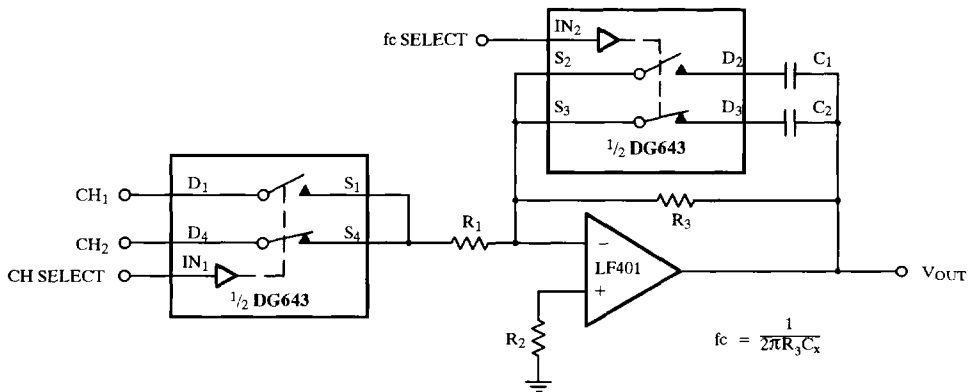 fc SELECT
IN₂
S₂ D₂ C₁
S₃ D₃ C₂
1/2 DG643
CH₁ D₁ S₁
CH₂ D₄ S₄
CH SELECT IN₁
1/2 DG643
R₁
R₃
−
LF401
+
V_OUT
R₂
fc = 1 / 2πR₃Cₓ